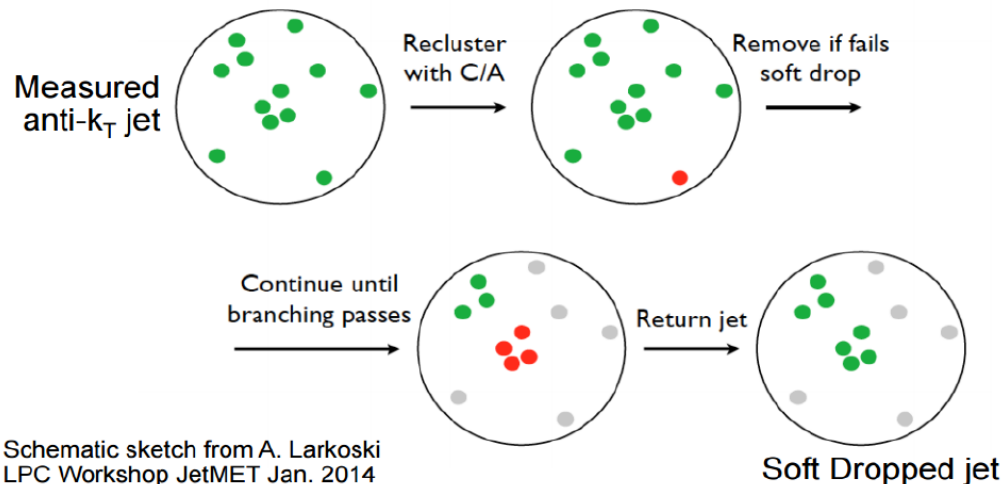 Measured
anti-kT jet
Recluster
with C/A
Remove if fails
soft drop
Continue until
branching passes
Return jet
Schematic sketch from A. Larkoski
LPC Workshop JetMET Jan. 2014
Soft Dropped jet